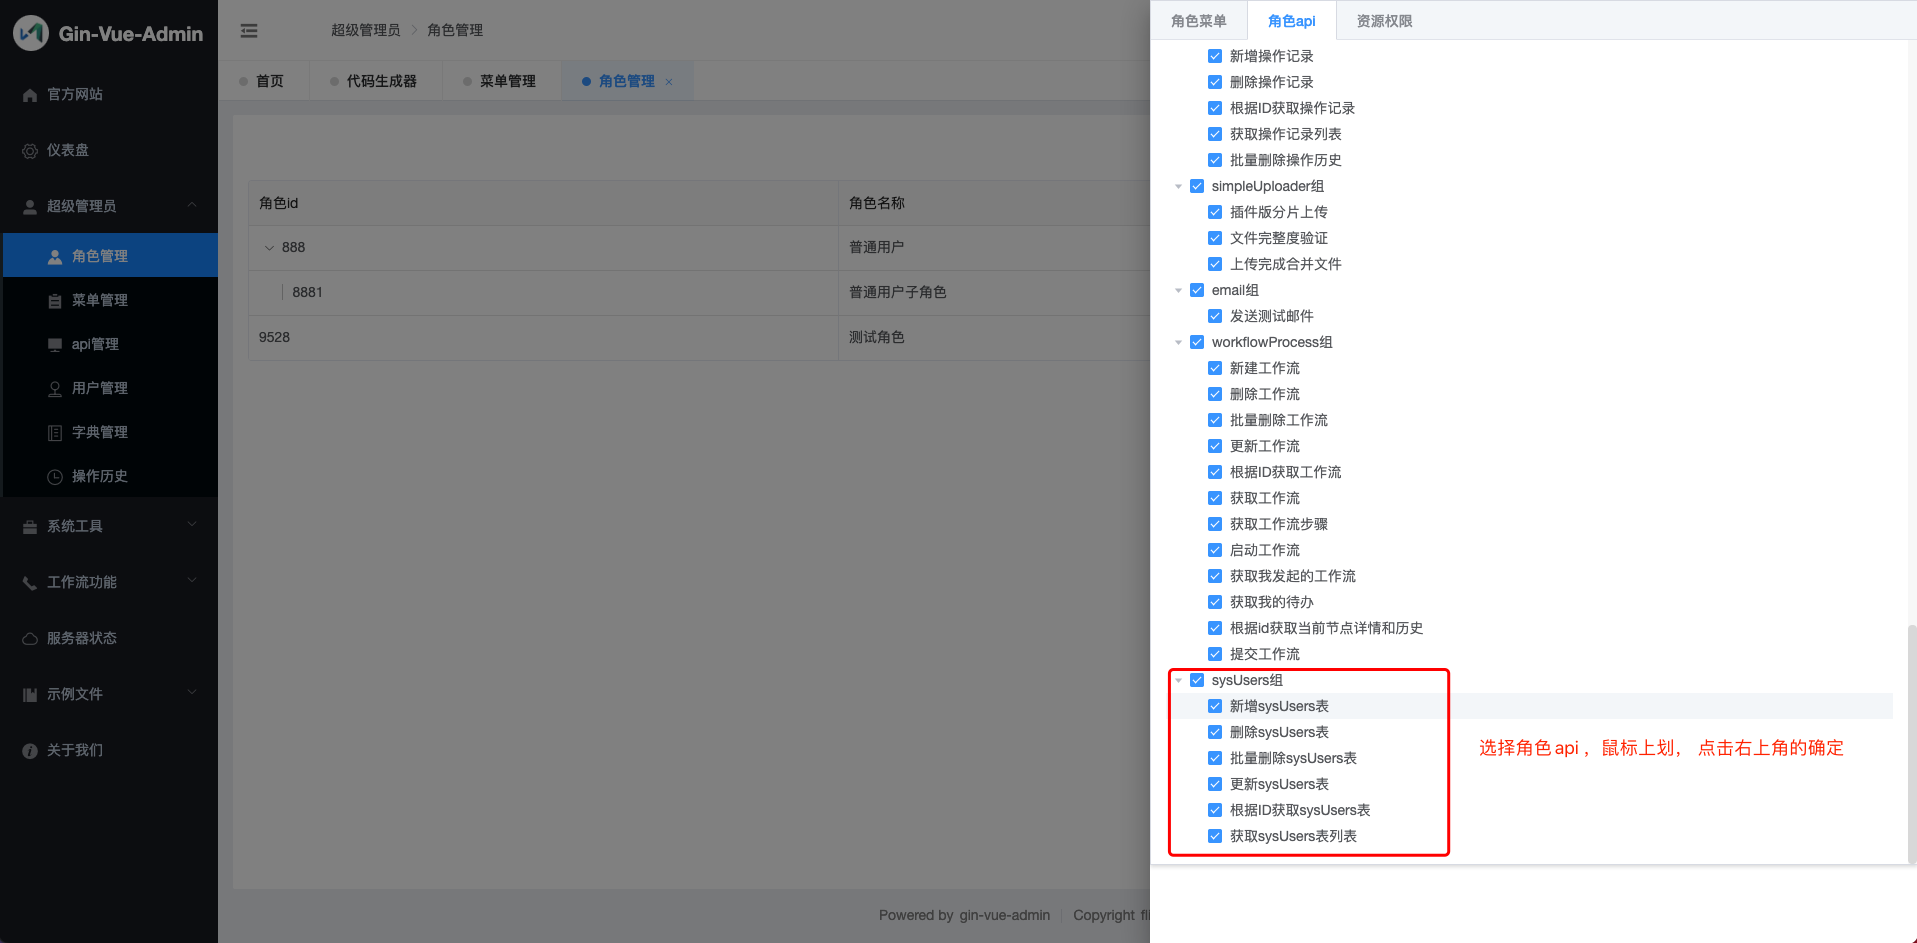 Gin-Vue-Admin
官方网站
仪表盘
超级管理员
角色管理
菜单管理
api管理
用户管理
字典管理
操作历史
系统工具
工作流功能
服务器状态
示例文件
关于我们
超级管理员 > 角色管理
首页
代码生成器
菜单管理
角色管理 ×
角色id 角色名称
888 普通用户
8881 普通用户子角色
9528 测试角色
Powered by gin-vue-admin Copyright fli
角色菜单 角色api 资源权限
新增操作记录
删除操作记录
根据ID获取操作记录
获取操作记录列表
批量删除操作历史
simpleUploader组
插件版分片上传
文件完整度验证
上传完成合并文件
email组
发送测试邮件
workflowProcess组
新建工作流
删除工作流
批量删除工作流
更新工作流
根据ID获取工作流
获取工作流
获取工作流步骤
启动工作流
获取我发起的工作流
获取我的待办
根据id获取当前节点详情和历史
提交工作流
sysUsers组
新增sysUsers表
删除sysUsers表
批量删除sysUsers表
更新sysUsers表
根据ID获取sysUsers表
获取sysUsers表列表
选择角色api，鼠标上划， 点击右上角的确定